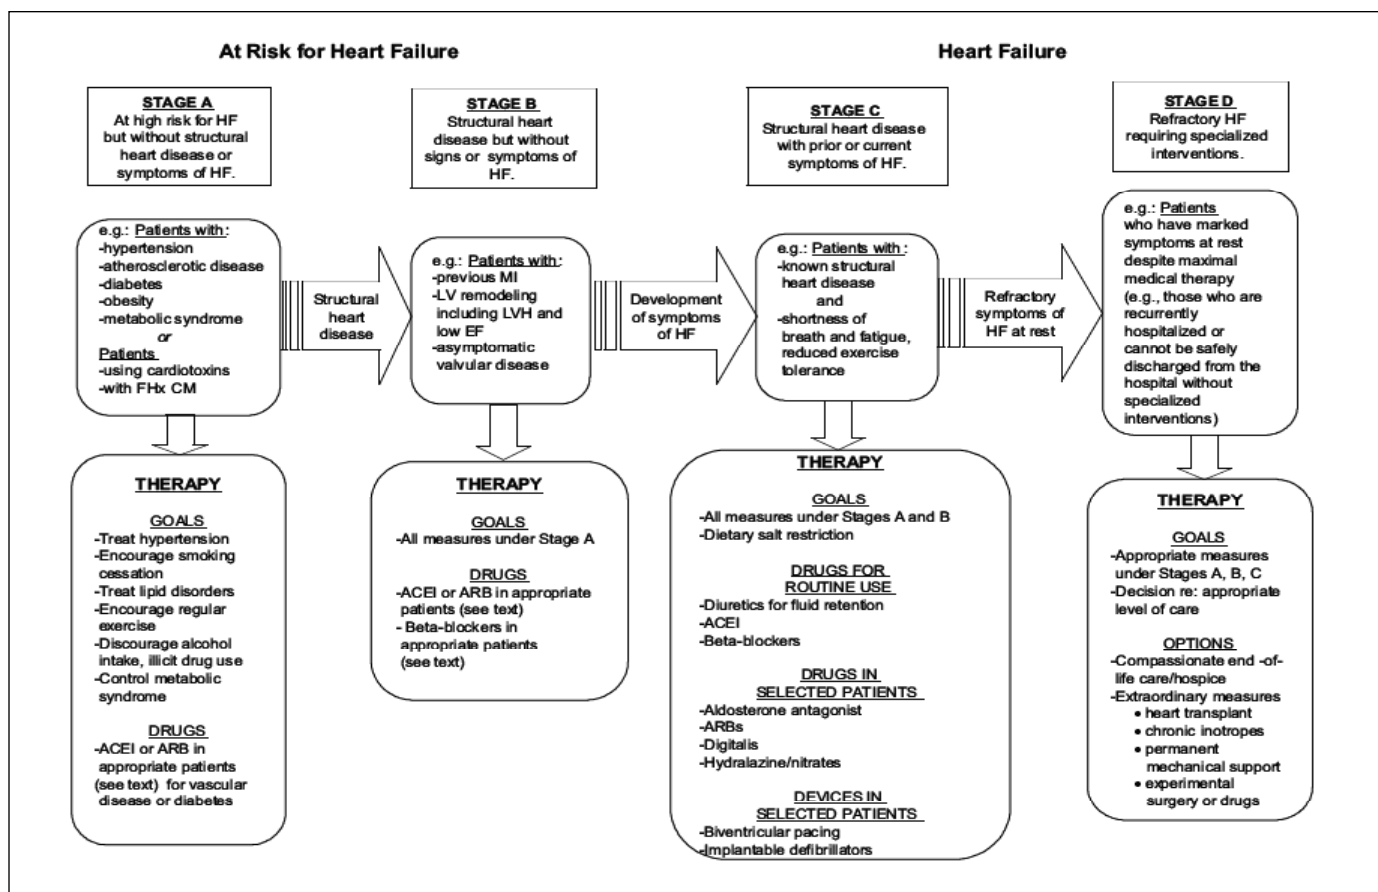 At Risk for Heart Failure
Heart Failure
STAGE A
At high risk for HF
but without structural
heart disease or
symptoms of HF.
STAGE B
Structural heart
disease but without
signs or symptoms of
HF.
STAGE C
Structural heart disease
with prior or current
symptoms of HF.
STAGE D
Refractory HF
requiring specialized
interventions.
e.g.: Patients with :
-hypertension
-atherosclerotic disease
-diabetes
-obesity
-metabolic syndrome
or
Patients
-using cardiotoxins
-with FHx CM
Structural
heart
disease
e.g.: Patients with :
-previous MI
-LV remodeling
including LVH and
low EF
-asymptomatic
valvular disease
Development
of symptoms
of HF
e.g.: Patients with :
-known structural
heart disease
and
-shortness of
breath and fatigue,
reduced exercise
tolerance
Refractory
symptoms of
HF at rest
e.g.: Patients
who have marked
symptoms at rest
despite maximal
medical therapy
(e.g., those who are
recurrently
hospitalized or
cannot be safely
discharged from the
hospital without
specialized
interventions)
THERAPY
GOALS
-Treat hypertension
-Encourage smoking
cessation
-Treat lipid disorders
-Encourage regular
exercise
-Discourage alcohol
intake, illicit drug use
-Control metabolic
syndrome
DRUGS
-ACEI or ARB in
appropriate patients
(see text) for vascular
disease or diabetes
THERAPY
GOALS
-All measures under Stage A
DRUGS
-ACEI or ARB in appropriate
patients (see text)
- Beta-blockers in
appropriate patients
(see text)
THERAPY
GOALS
-All measures under Stages A and B
-Dietary salt restriction
DRUGS FOR
ROUTINE USE
-Diuretics for fluid retention
-ACEI
-Beta-blockers
DRUGS IN
SELECTED PATIENTS
-Aldosterone antagonist
-ARBs
-Digitalis
-Hydralazine/nitrates
DEVICES IN
SELECTED PATIENTS
-Biventricular pacing
-Implantable defibrillators
THERAPY
GOALS
-Appropriate measures
under Stages A, B, C
-Decision re: appropriate
level of care
OPTIONS
-Compassionate end -of-
life care/hospice
-Extraordinary measures
• heart transplant
• chronic inotropes
• permanent
mechanical support
• experimental
surgery or drugs